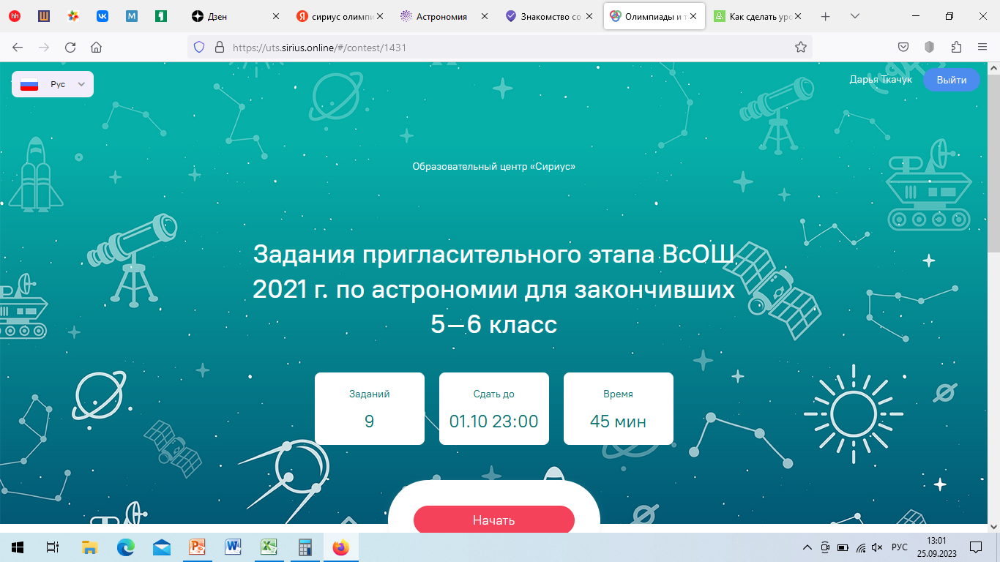 hh
Ш
M
Дзен
Я
сириус олимпи
Астрономия
Знакомство со
Олимпиады и т
Как сделать уро
https://uts.sirius.online/#/contest/1431
Рус
Дарья Ткачук
Выйти
Образовательный центр «Сириус»
Задания пригласительного этапа ВсОШ
2021 г. по астрономии для закончивших
5—6 класс
Заданий
9
Сдать до
01.10 23:00
Время
45 мин
Начать
РУС
13:01
25.09.2023